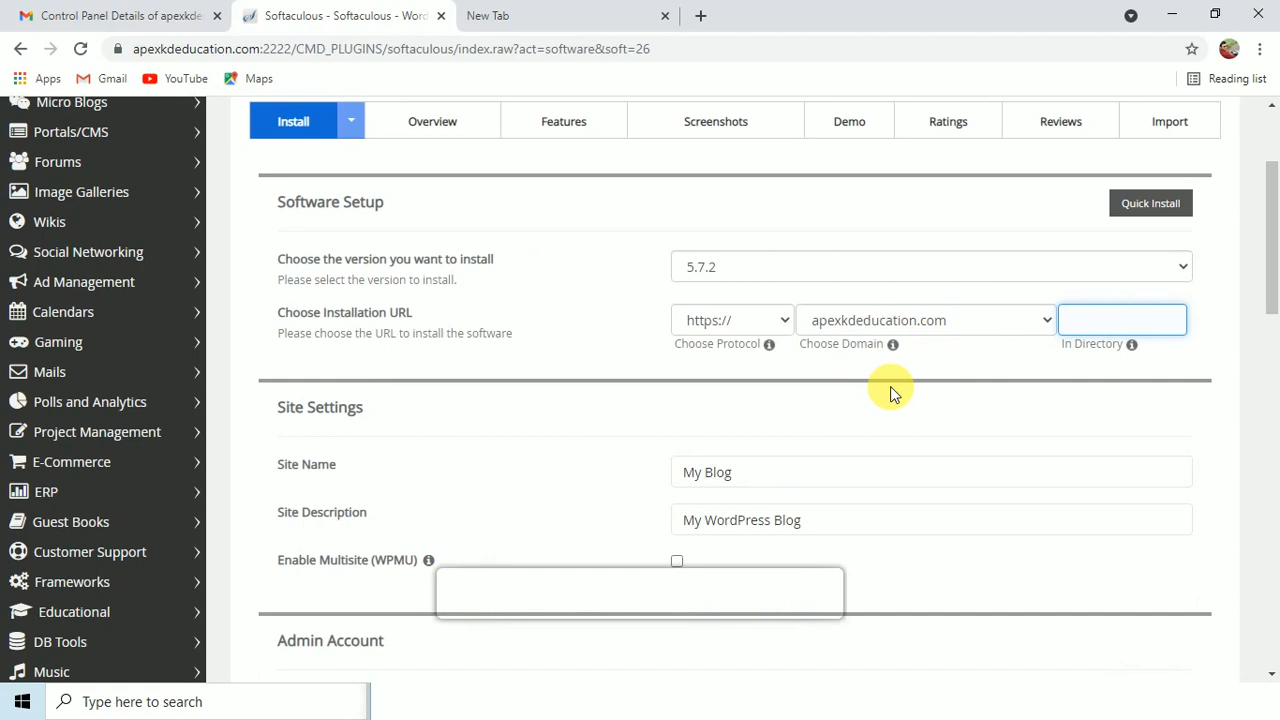 Control Panel Details of apexkde
Softaculous - Softaculous - Word
New Tab
apexkdeducation.com:2222/CMD_PLUGINS/softaculous/index.raw?act=software&soft=26
Apps
Gmail
YouTube
Maps
Reading list
Micro Blogs
Portals/CMS
Forums
Image Galleries
Wikis
Social Networking
Ad Management
Calendars
Gaming
Mails
Polls and Analytics
Project Management
E-Commerce
ERP
Guest Books
Customer Support
Frameworks
Educational
DB Tools
Music
Install
Overview
Features
Screenshots
Demo
Ratings
Reviews
Import
Software Setup
Quick Install
Choose the version you want to install
Please select the version to install.
5.7.2
Choose Installation URL
Please choose the URL to install the software
https://
apexkdeducation.com
Choose Protocol
Choose Domain
In Directory
Site Settings
Site Name
My Blog
Site Description
My WordPress Blog
Enable Multisite (WPMU)
Admin Account
Type here to search